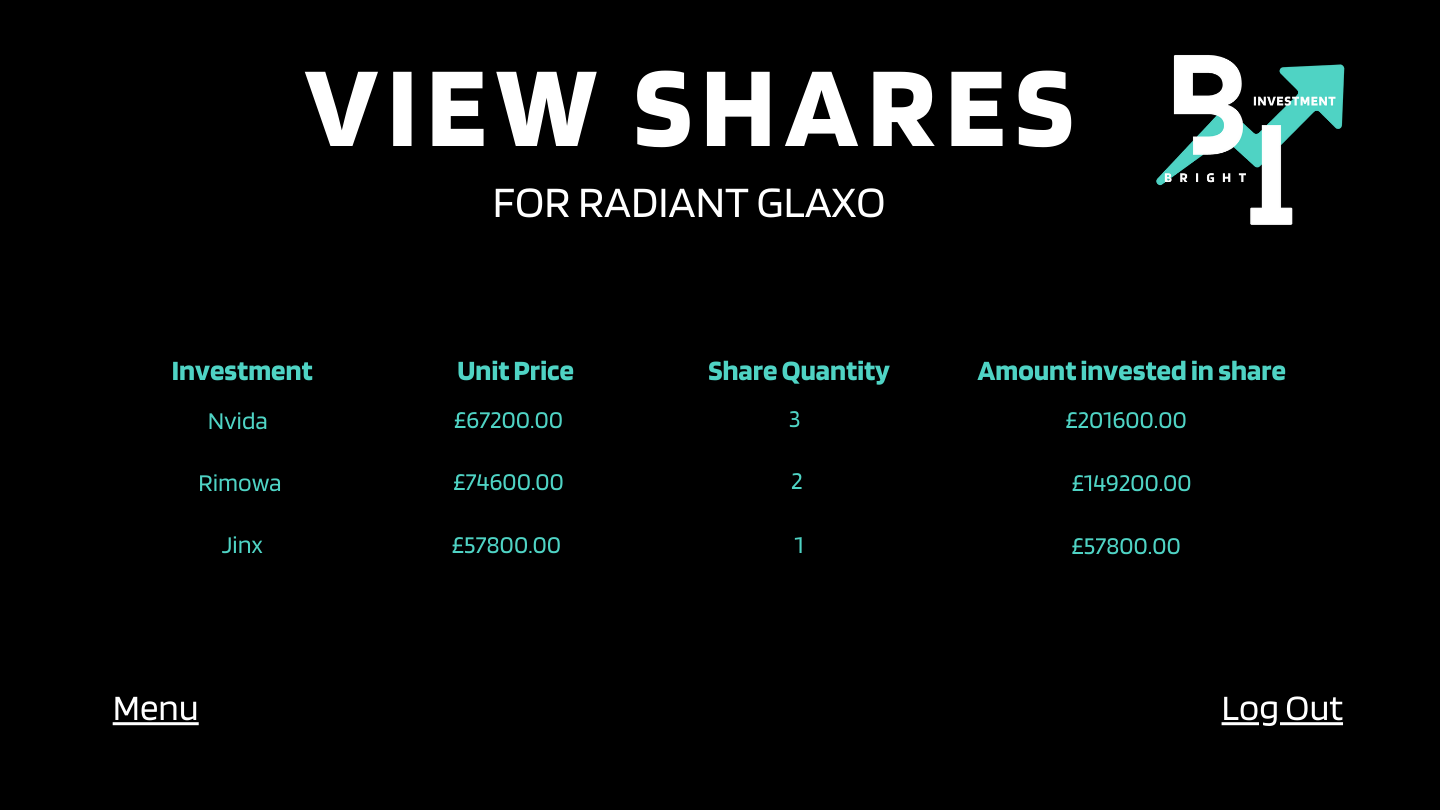 VIEW SHARES
B
INVESTMENT
BRIGHT
I
FOR RADIANT GLAXO
Investment Unit Price Share Quantity Amount invested in share
Nvida £67200.00 3 £201600.00
Rimowa £74600.00 2 £149200.00
Jinx £57800.00 1 £57800.00
Menu Log Out